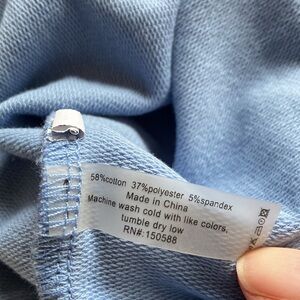 58%cotton 37%polyester 5%spandex
Made in China
Machine wash cold with like colors,
tumble dry low
RN#:150588